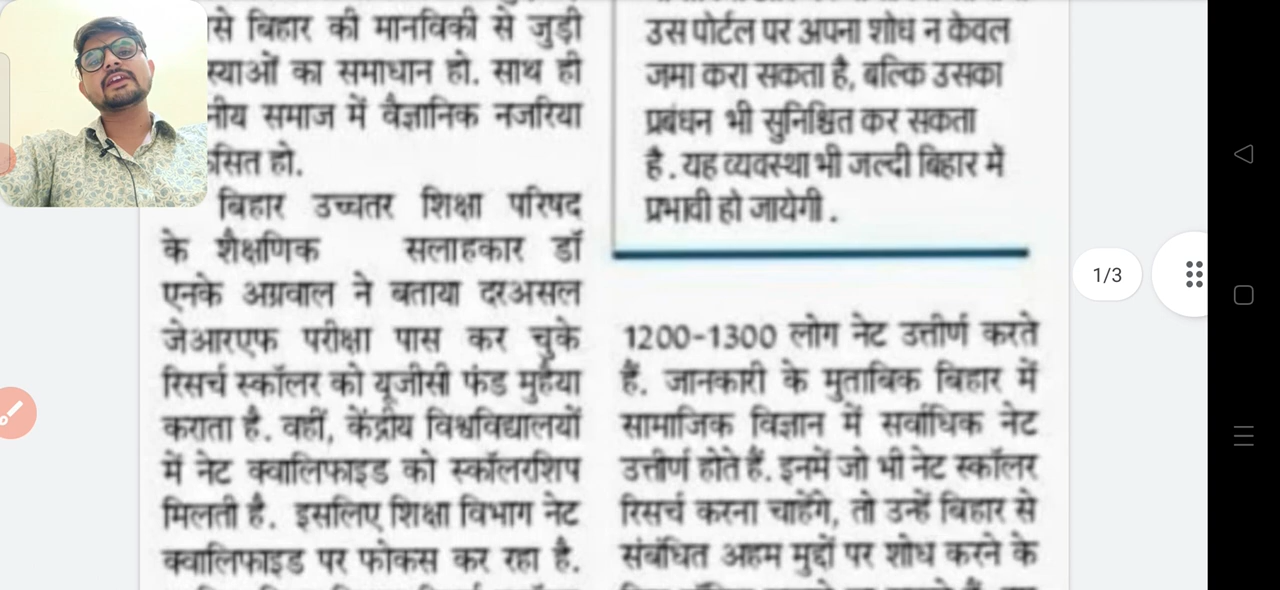 से बिहार की मानविकी से जुड़ी
स्याओं का समाधान हो. साथ ही
नीय समाज में वैज्ञानिक नजरिया
सित हो.
बिहार उच्चतर शिक्षा परिषद
के शैक्षणिक सलाहकार डॉ
एनके अग्रवाल ने बताया दरअसल
जेआरएफ परीक्षा पास कर चुके
रिसर्च स्कॉलर को यूजीसी फंड मुहैया
कराता है. वहीं, केंद्रीय विश्वविद्यालयों
में नेट क्वालिफाइड को स्कॉलरशिप
मिलती है. इसलिए शिक्षा विभाग नेट
क्वालिफाइड पर फोकस कर रहा है.
उस पोर्टल पर अपना शोध न केवल
जमा करा सकता है, बल्कि उसका
प्रबंधन भी सुनिश्चित कर सकता
है. यह व्यवस्था भी जल्दी बिहार में
प्रभावी हो जायेगी .
1200-1300 लोग नेट उत्तीर्ण करते
हैं. जानकारी के मुताबिक बिहार में
सामाजिक विज्ञान में सर्वाधिक नेट
उत्तीर्ण होते हैं. इनमें जो भी नेट स्कॉलर
रिसर्च करना चाहेंगे, तो उन्हें बिहार से
संबंधित अहम मुद्दों पर शोध करने के
1/3